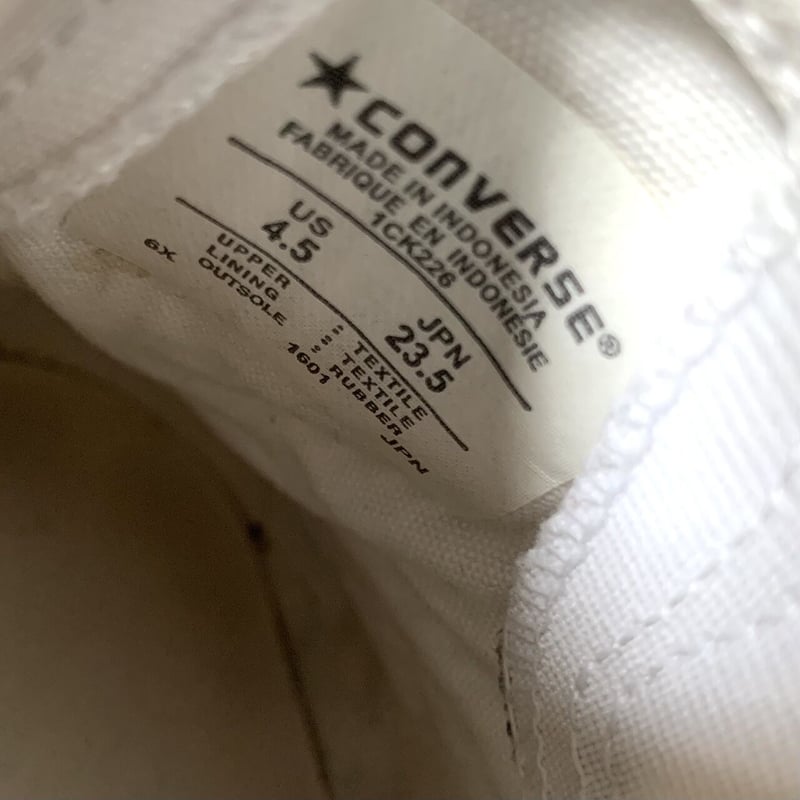 ★CONVERSE®
MADE IN INDONESIA
FABRIQUE EN INDONESIE
1CK226
US JPN
4.5 23.5
UPPER : TEXTILE
LINING : TEXTILE
OUTSOLE : RUBBER
6X 1601 JPN